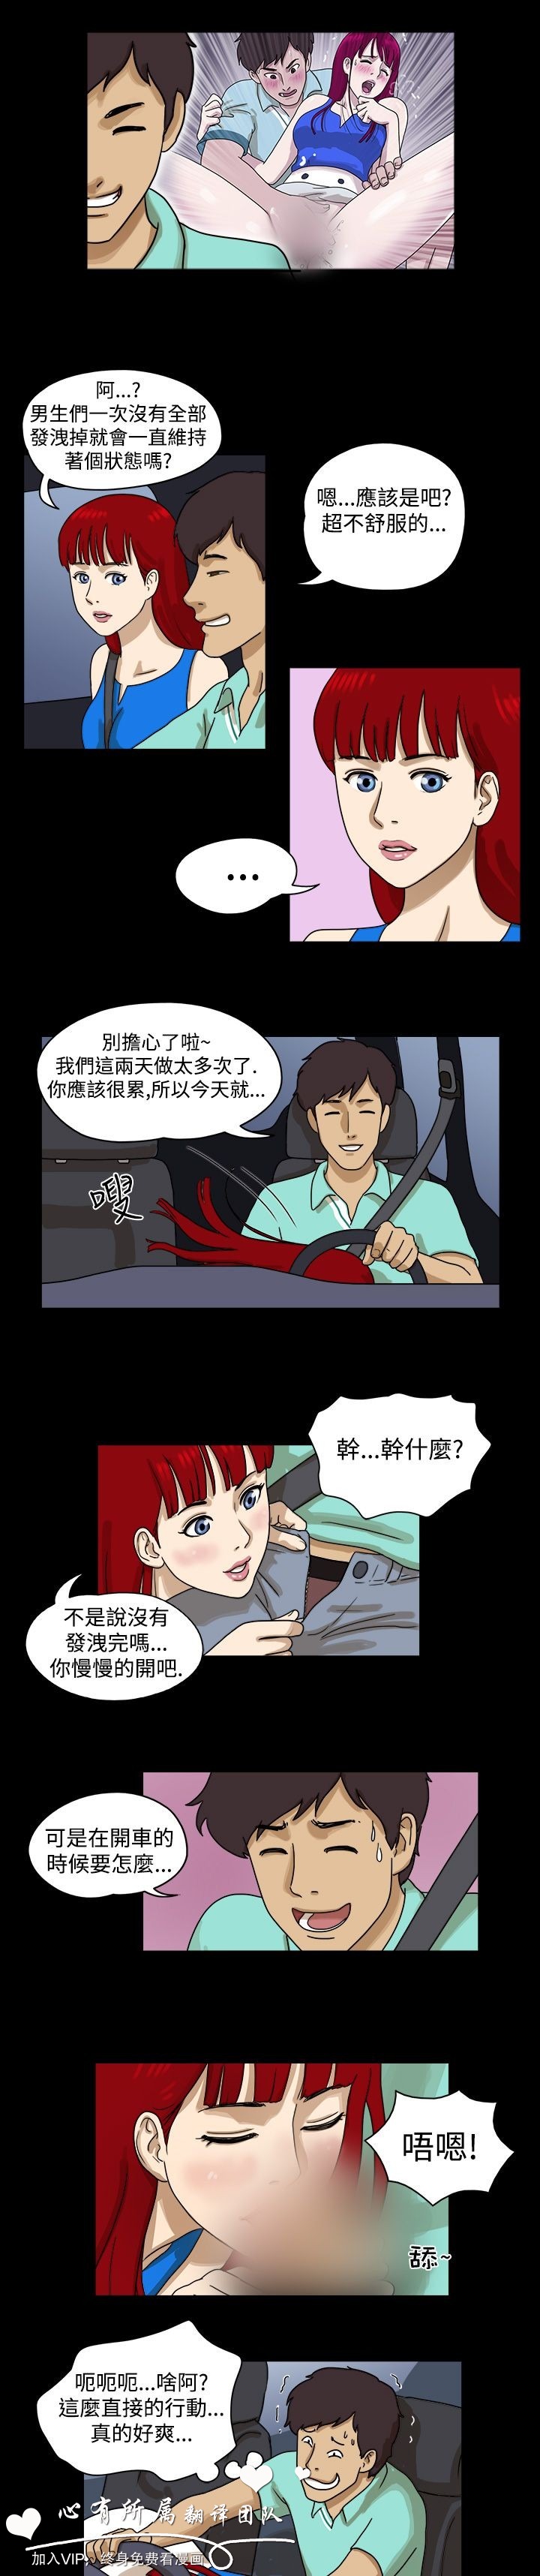 阿...?
男生們一次沒有全部
發洩掉就會一直維持
著個狀態嗎?
嗯...應該是吧?
超不舒服的...
...
別擔心了啦~
我們這兩天做太多次了.
你應該很累,所以今天就...
嗖
幹...幹什麼?
不是說沒有
發洩完嗎...
你慢慢的開吧.
可是在開車的
時候要怎麼...
唔嗯!
舔~
呃呃呃...啥阿?
這麼直接的行動...
真的好爽...
心有所属翻译团队
加入VIP，终身免费看漫画